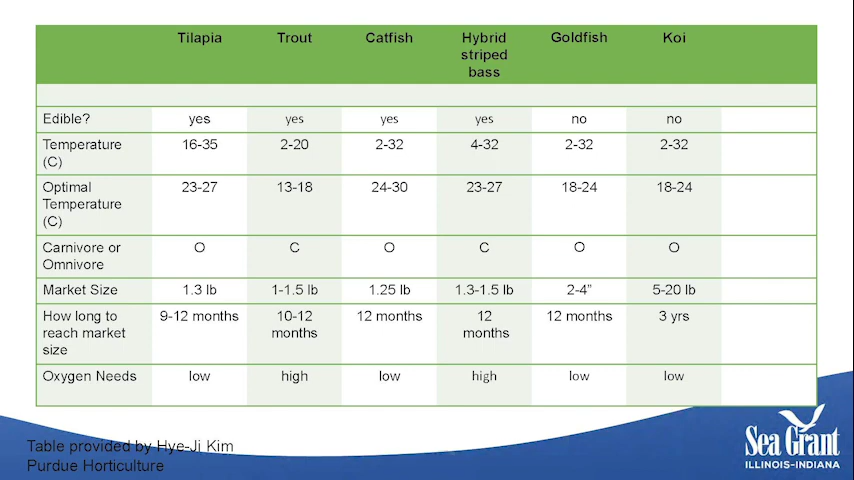 Tilapia Trout Catfish Hybrid striped bass Goldfish Koi
Edible? yes yes yes yes no no
Temperature (C) 16-35 2-20 2-32 4-32 2-32 2-32
Optimal Temperature (C) 23-27 13-18 24-30 23-27 18-24 18-24
Carnivore or Omnivore O C O C O O
Market Size 1.3 lb 1-1.5 lb 1.25 lb 1.3-1.5 lb 2-4” 5-20 lb
How long to reach market size 9-12 months 10-12 months 12 months 12 months 12 months 3 yrs
Oxygen Needs low high low high low low
Table provided by Hye-Ji Kim
Purdue Horticulture
Sea Grant
ILLINOIS-INDIANA